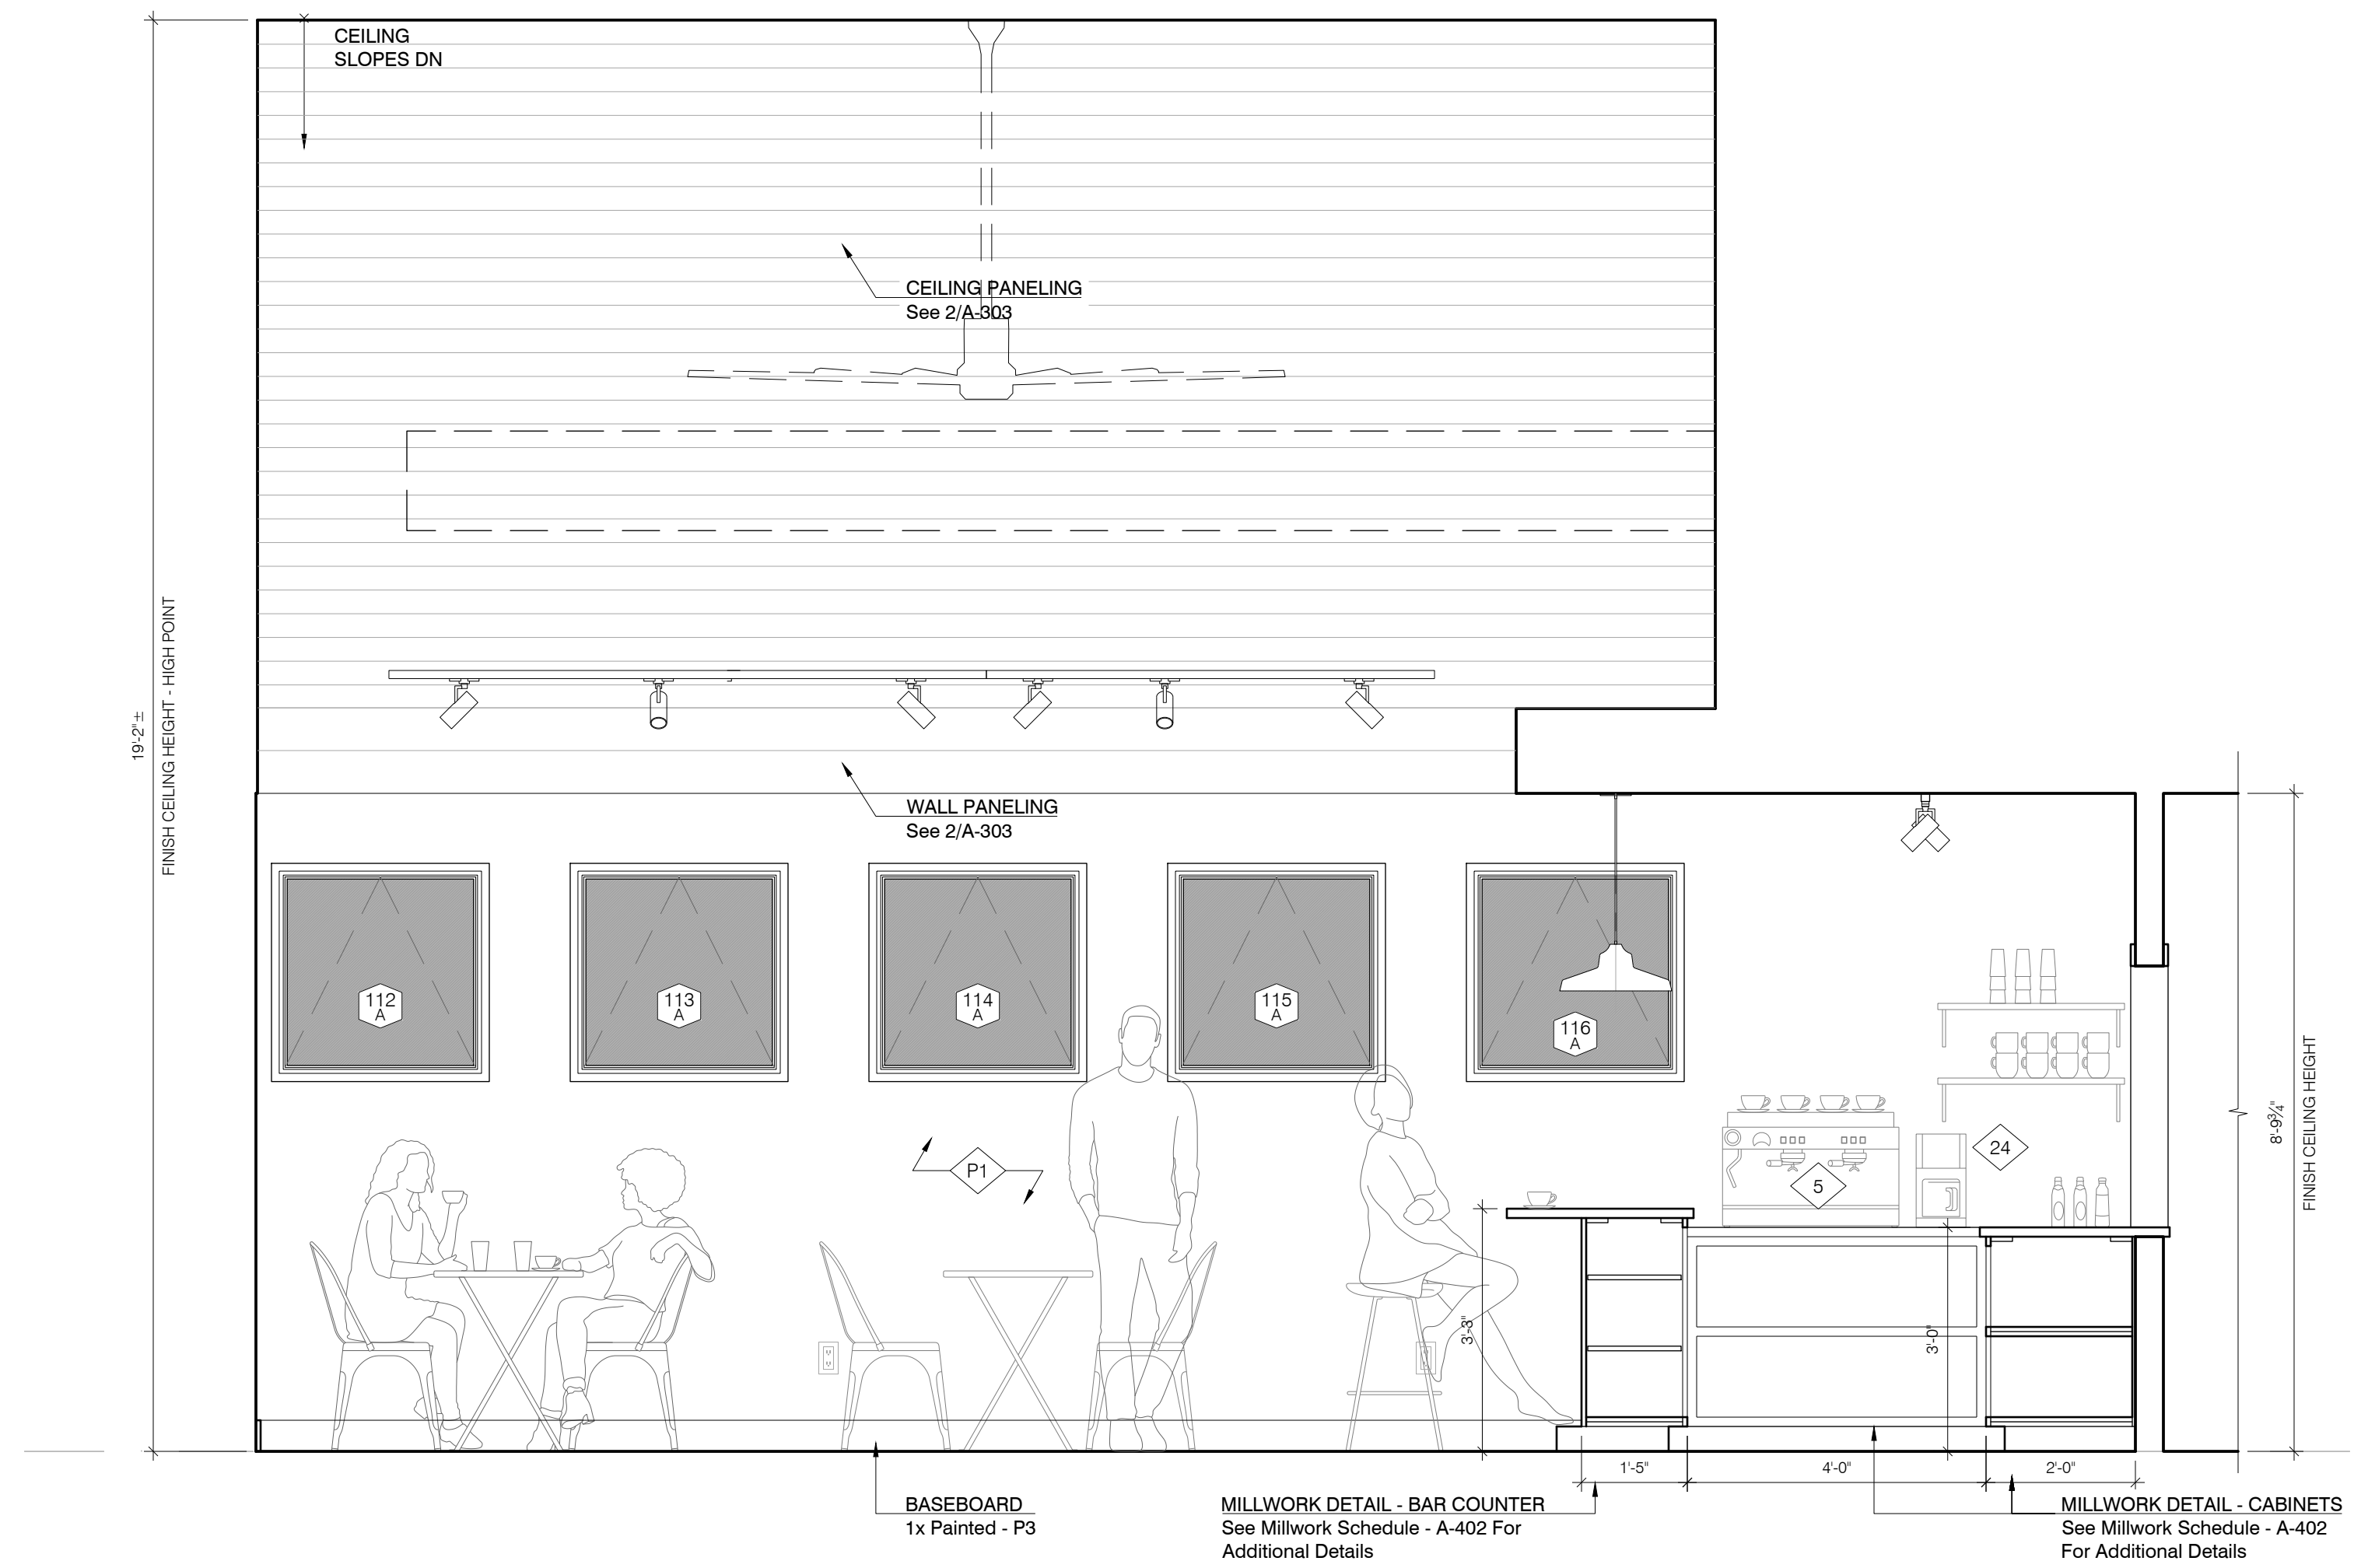 CEILING
SLOPES DN
CEILING PANELING
See 2/A-303
19'-2"±
FINISH CEILING HEIGHT - HIGH POINT
WALL PANELING
See 2/A-303
112
A
113
A
114
A
115
A
116
A
P1
5
24
3'-3"
3'-0"
8'-9¾"
FINISH CEILING HEIGHT
1'-5"
4'-0"
2'-0"
BASEBOARD
1x Painted - P3
MILLWORK DETAIL - BAR COUNTER
See Millwork Schedule - A-402 For
Additional Details
MILLWORK DETAIL - CABINETS
See Millwork Schedule - A-402
For Additional Details